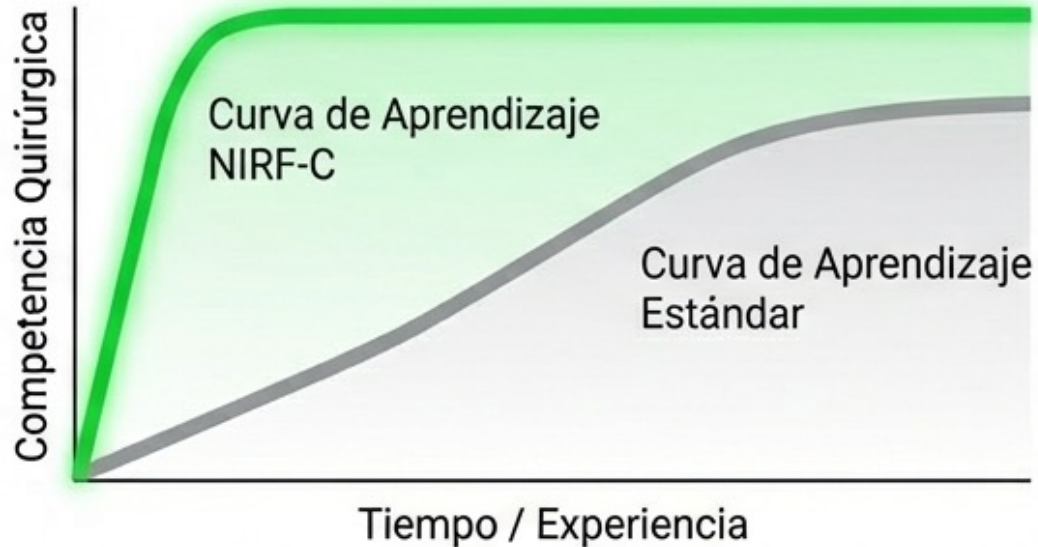 Competencia Quirúrgica
Curva de Aprendizaje
NIRF-C
Curva de Aprendizaje
Estándar
Tiempo / Experiencia